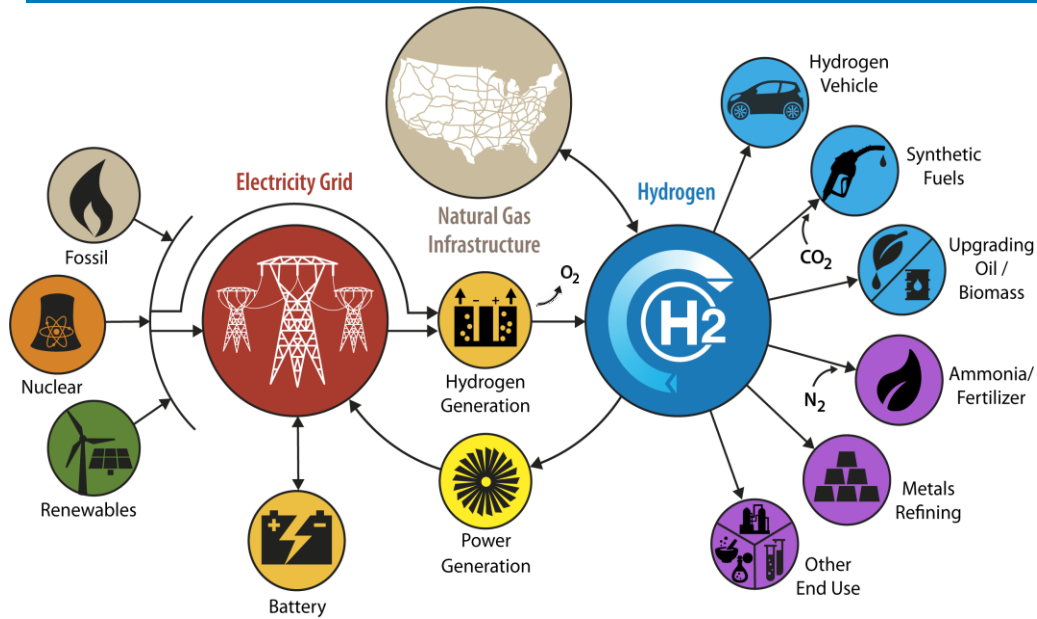 Hydrogen
Vehicle
Synthetic
Fuels
CO2
Electricity Grid
Natural Gas
Infrastructure
Hydrogen
Fossil
Upgrading
Oil /
Biomass
O2
- +
H2
Nuclear
Hydrogen
Generation
N2
Ammonia/
Fertilizer
Renewables
Metals
Refining
Power
Generation
+ -
Battery
Other
End Use